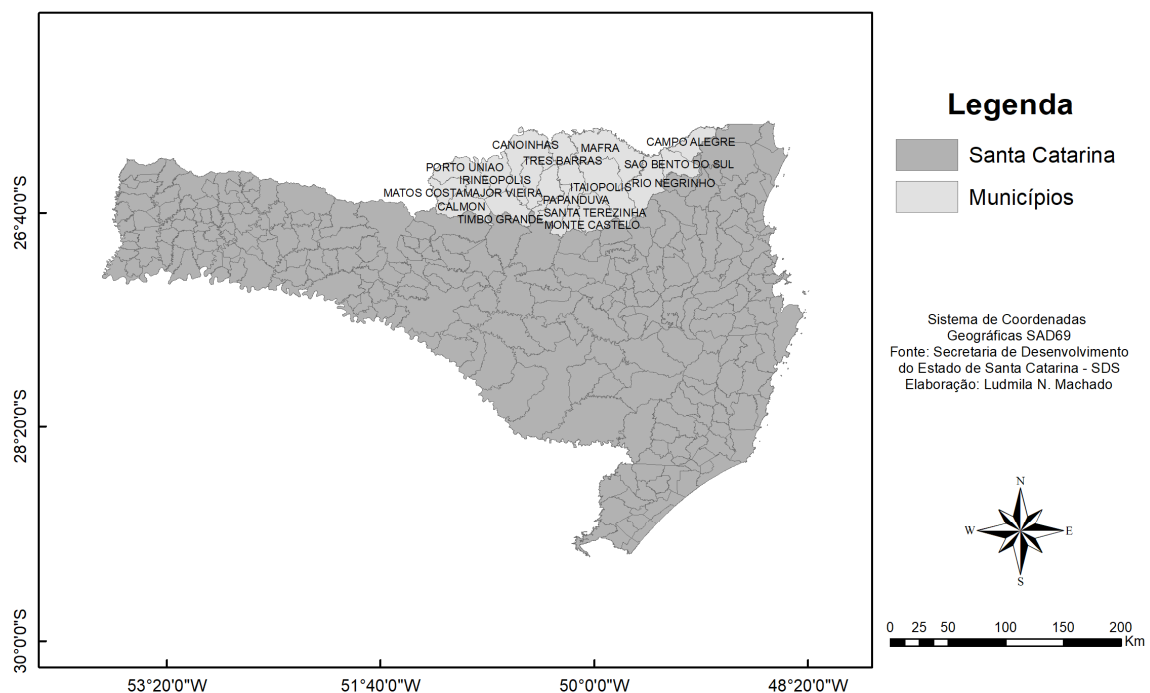 CAMPO ALEGRE
CANOINHAS
MAFRA
TRES BARRAS
SAO BENTO DO SUL
PORTO UNIAO
IRINEOPOLIS
RIO NEGRINHO
ITAIOPOLIS
MATOS COSTA
MAJOR VIEIRA
PAPANDUVA
CALMON
SANTA TEREZINHA
TIMBO GRANDE
MONTE CASTELO
26°40'0"S
28°20'0"S
30°0'0"S
53°20'0"W
51°40'0"W
50°0'0"W
48°20'0"W
Legenda
Santa Catarina
Municípios
Sistema de Coordenadas
Geográficas SAD69
Fonte: Secretaria de Desenvolvimento
do Estado de Santa Catarina - SDS
Elaboração: Ludmila N. Machado
N
W
E
S
0 25 50 100 150 200
Km